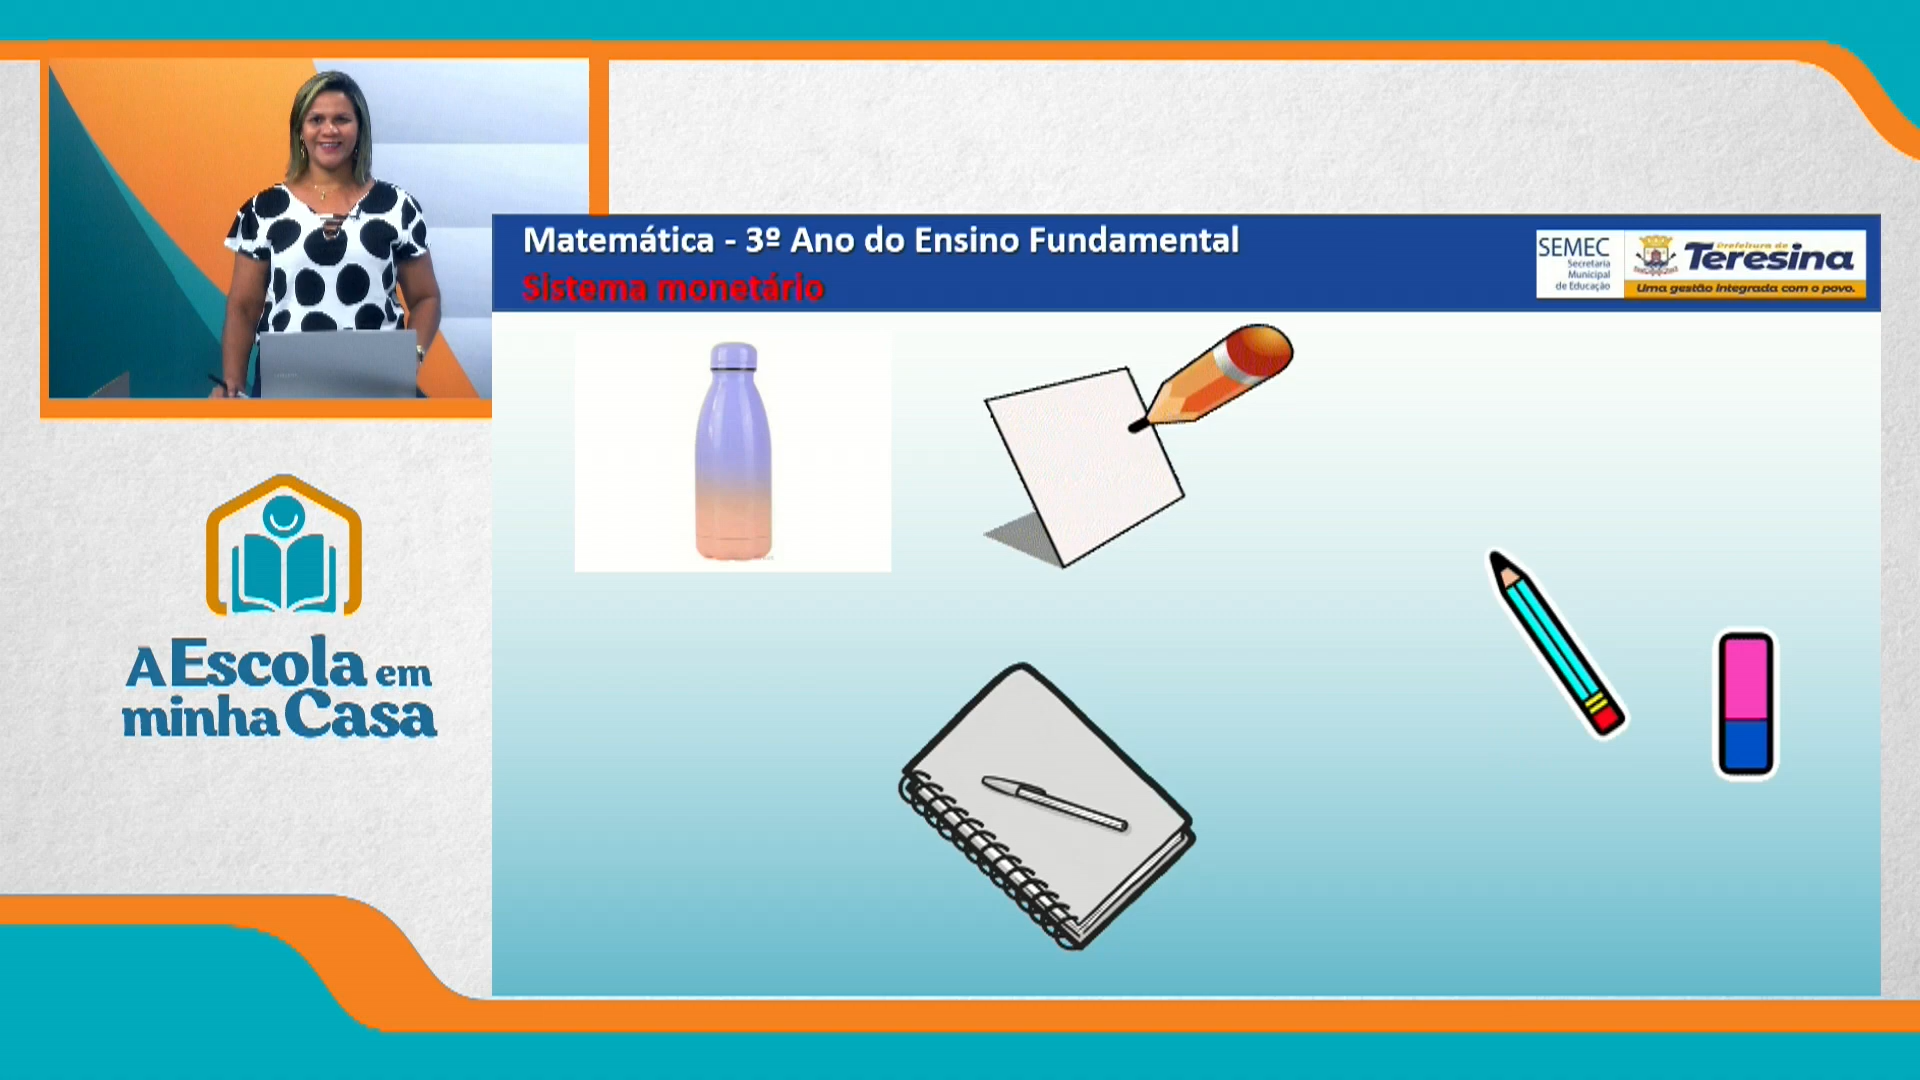 Matemática - 3º Ano do Ensino Fundamental
Sistema monetário
SEMEC
Secretaria
Municipal
de Educação
Prefeitura de
Teresina
Uma gestão integrada com o povo.
A Escola em
minha Casa